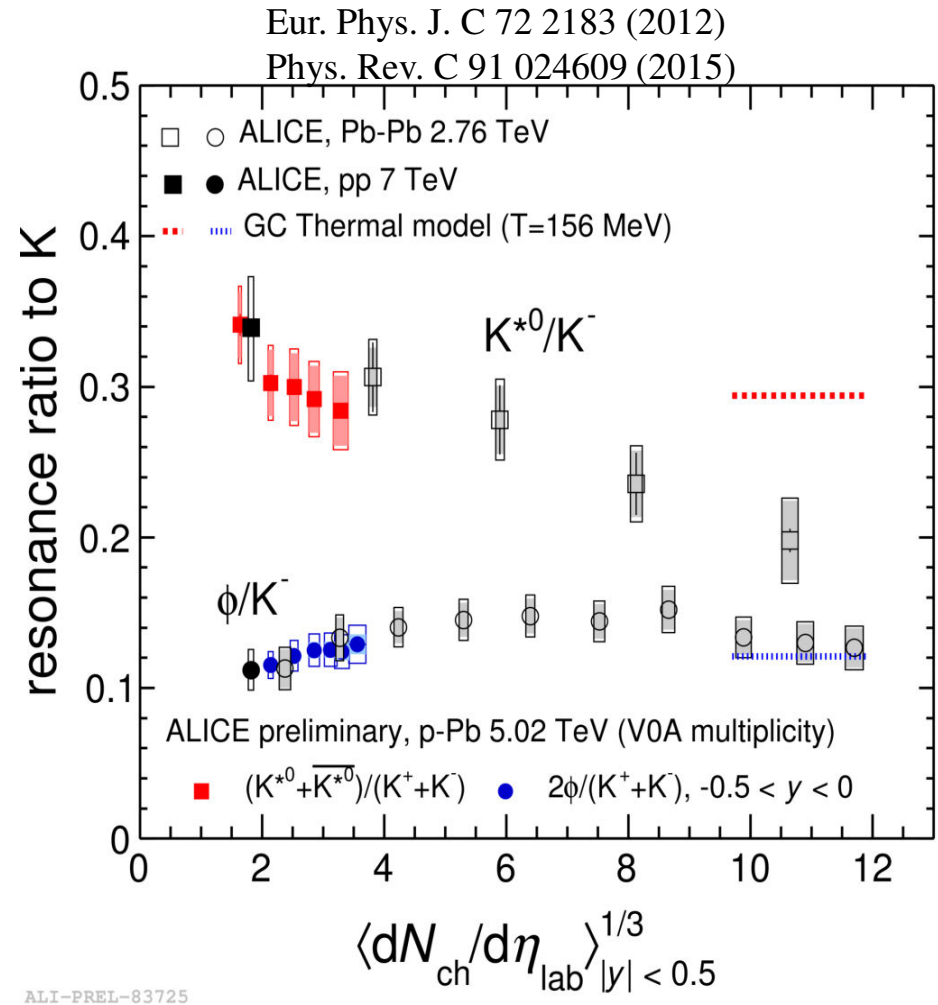 Eur. Phys. J. C 72 2183 (2012)
Phys. Rev. C 91 024609 (2015)
0.5
ALICE, Pb-Pb 2.76 TeV
ALICE, pp 7 TeV
GC Thermal model (T=156 MeV)
0.4
K*⁰/K⁻
0.3
0.2
ϕ/K⁻
0.1
ALICE preliminary, p-Pb 5.02 TeV (V0A multiplicity)
(K*⁰+K̅*̅⁰̅)/(K⁺+K⁻) 2ϕ/(K⁺+K⁻), -0.5 < y < 0
0
0 2 4 6 8 10 12
resonance ratio to K
⟨dN_ch/dη_lab⟩^1/3_|y| < 0.5
ALI-PREL-83725